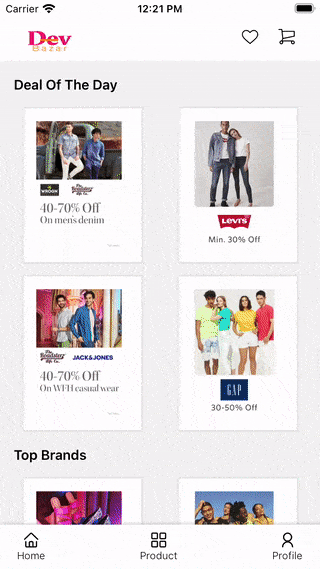 Carrier
12:21 PM
Dev
Bazar
Deal Of The Day
WROGN
The Roadster Life Co.
40-70% Off
On men's denim
Levi's
Min. 30% Off
The Roadster Life Co.
JACK&JONES
40-70% Off
On WFH casual wear
GAP
30-50% Off
Top Brands
Home
Product
Profile